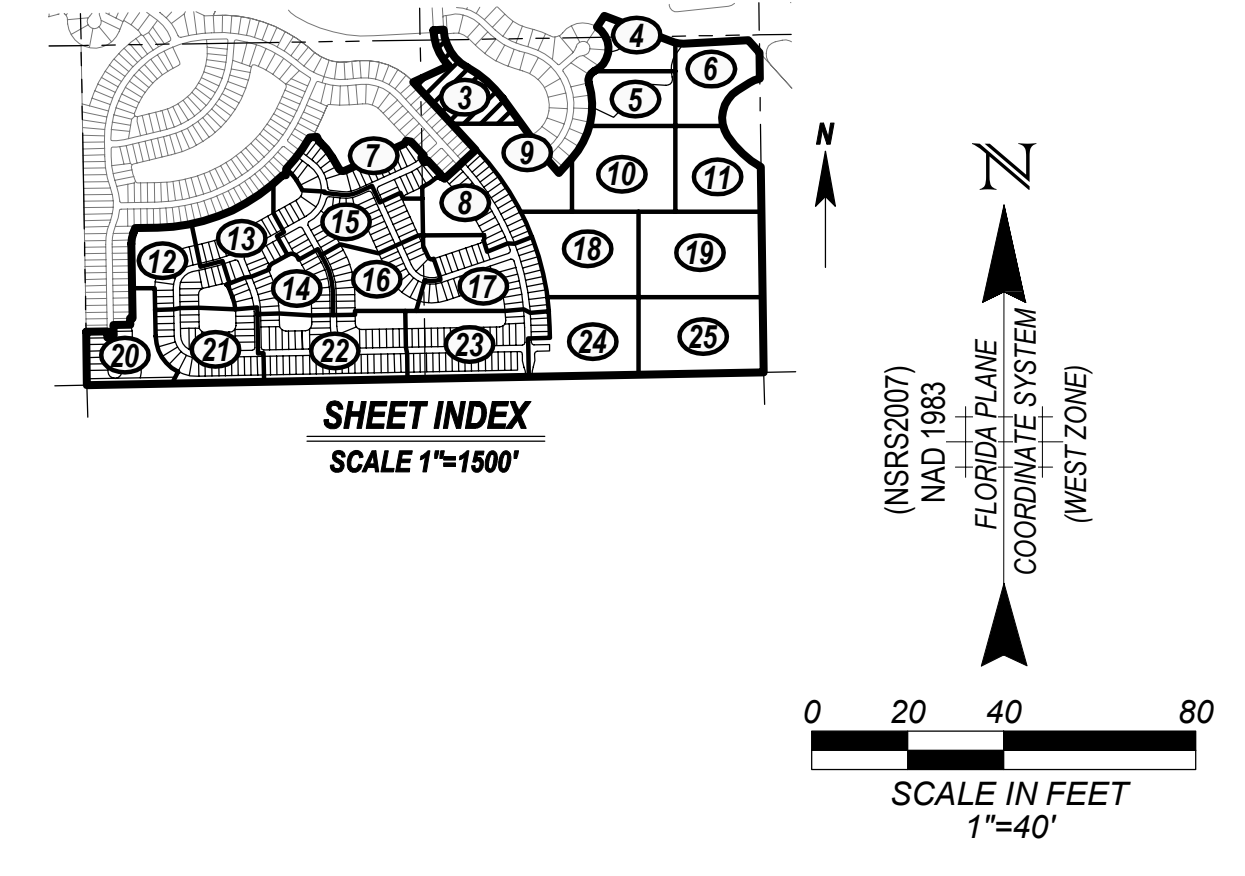 4
6
3
5
7
9
10
11
8
15
13
18
19
12
16
14
17
20
21
22
23
24
25
SHEET INDEX
SCALE 1"=1500'
N
N
(NSRS2007)
NAD 1983
FLORIDA PLANE
COORDINATE SYSTEM
(WEST ZONE)
0 20 40 80
SCALE IN FEET
1"=40'